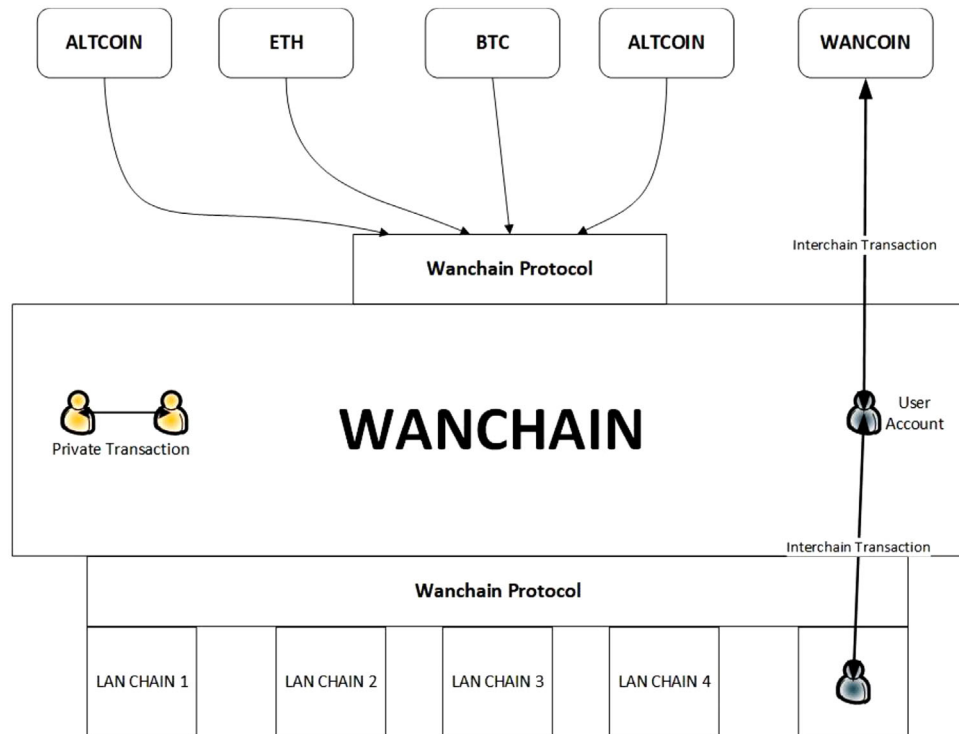 ALTCOIN
ETH
BTC
ALTCOIN
WANCOIN
Interchain Transaction
Wanchain Protocol
WANCHAIN
Private Transaction
User
Account
Interchain Transaction
Wanchain Protocol
LAN CHAIN 1
LAN CHAIN 2
LAN CHAIN 3
LAN CHAIN 4